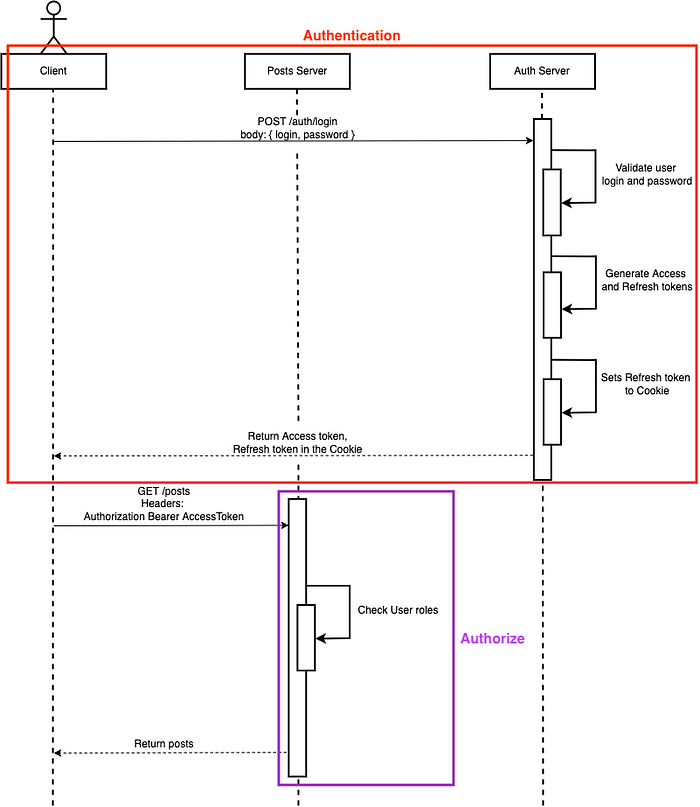 Authentication
Client
Posts Server
Auth Server
POST /auth/login
body: { login, password }
Validate user
login and password
Generate Access
and Refresh tokens
Sets Refresh token
to Cookie
Return Access token,
Refresh token in the Cookie
GET /posts
Headers:
Authorization Bearer AccessToken
Check User roles
Authorize
Return posts